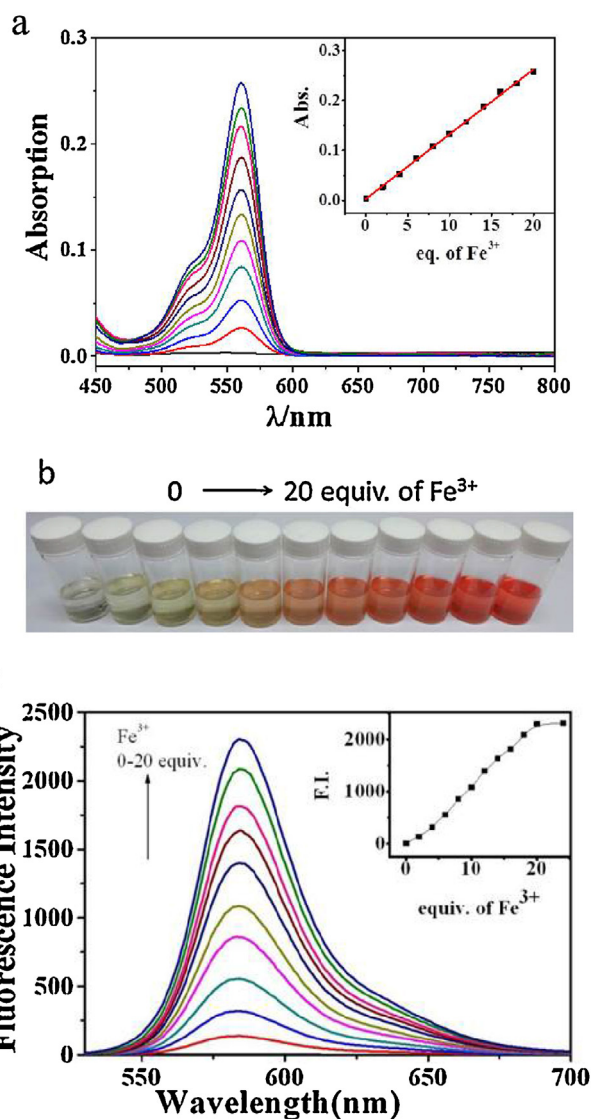 a
0.3
0.2
0.1
0.0
Absorption
450 500 550 600 650 700 750 800
λ/nm
0.3
0.2
0.1
0.0
Abs.
0 5 10 15 20
eq. of Fe³⁺
b
0 → 20 equiv. of Fe³⁺
2500
2000
1500
1000
500
0
Fluorescence Intensity
Fe³⁺
0-20 equiv.
550 600 650 700
Wavelength(nm)
2000
1000
0
F.I.
0 10 20
equiv. of Fe³⁺